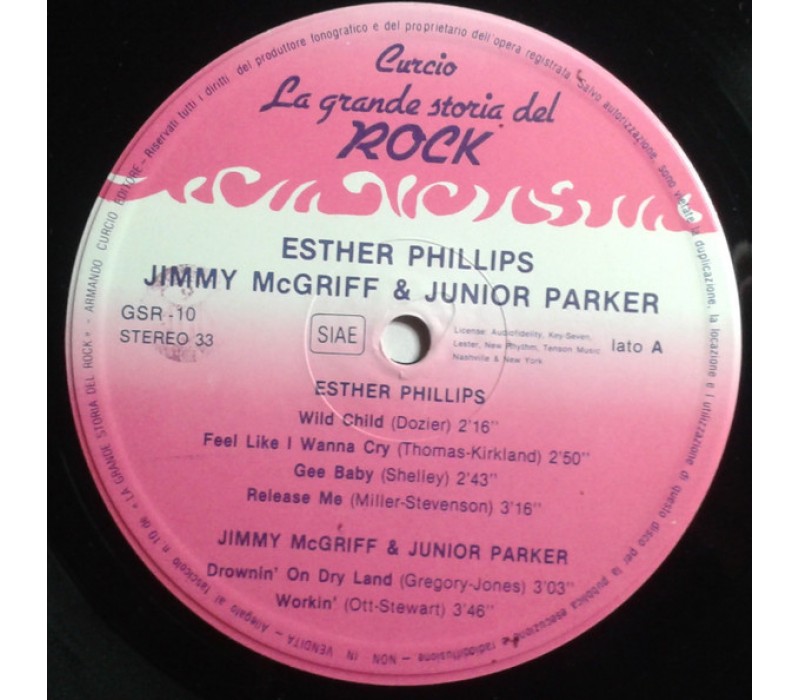 Curcio
La grande storia del
ROCK
ESTHER PHILLIPS
JIMMY McGRIFF & JUNIOR PARKER
GSR-10
STEREO 33
SIAE
License: Audiofidelity, Key-Seven,
Lester, New Rhythm, Tenson Music
Nashville & New York
lato A
ESTHER PHILLIPS
Wild Child (Dozier) 2'16"
Feel Like I Wanna Cry (Thomas-Kirkland) 2'50"
Gee Baby (Shelley) 2'43"
Release Me (Miller-Stevenson) 3'16"
JIMMY McGRIFF & JUNIOR PARKER
Drownin' On Dry Land (Gregory-Jones) 3'03"
Workin' (Ott-Stewart) 3'46"
Allegato al fascicolo n. 10 de «LA GRANDE STORIA DEL ROCK» - ARMANDO CURCIO EDITORE - Riservati tutti i diritti del produttore fonografico e del proprietario dell'opera registrata. Salvo autorizzazione, sono vietate la duplicazione, la locazione e l'utilizzazione di questo disco per la pubblica esecuzione e radiodiffusione - NON IN VENDITA -